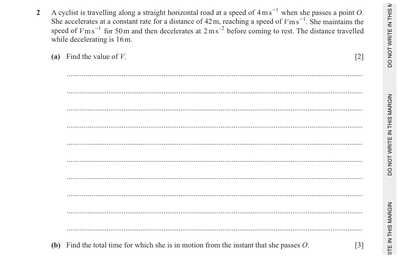 2 A cyclist is travelling along a straight horizontal road at a speed of 4 m s⁻¹ when she passes a point O.
She accelerates at a constant rate for a distance of 42 m, reaching a speed of V m s⁻¹. She maintains the
speed of V m s⁻¹ for 50 m and then decelerates at 2 m s⁻² before coming to rest. The distance travelled
while decelerating is 16 m.
(a) Find the value of V. [2]
(b) Find the total time for which she is in motion from the instant that she passes O. [3]
DO NOT WRITE IN THIS M
DO NOT WRITE IN THIS MARGIN
ITE IN THIS MARGIN